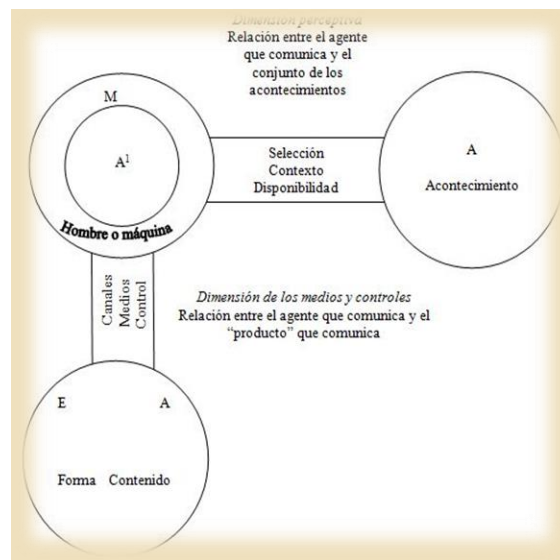 Dimensión perceptiva
Relación entre el agente
que comunica y el
conjunto de los
acontecimientos
M
A¹
Hombre o máquina
Selección
Contexto
Disponibilidad
A
Acontecimiento
Canales
Medios
Control
Dimensión de los medios y controles
Relación entre el agente que comunica y el
“producto” que comunica
E A
Forma Contenido